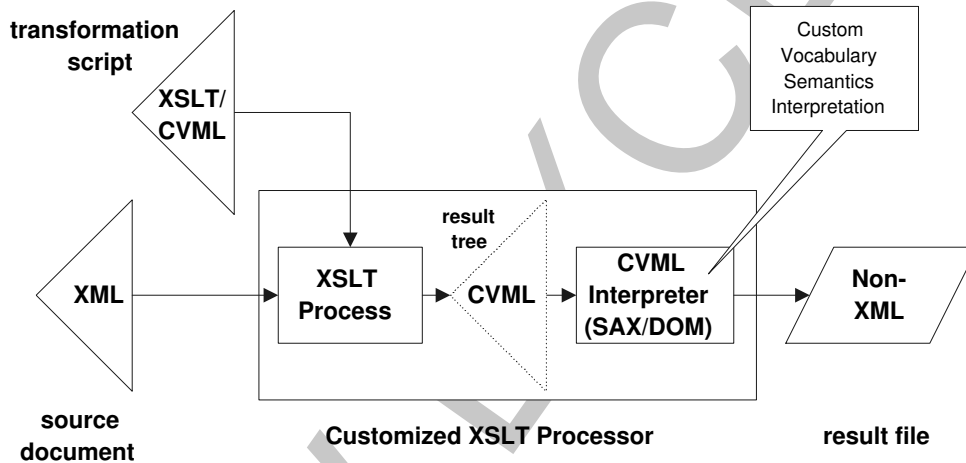 transformation
script
XSLT/
CVML
Custom
Vocabulary
Semantics
Interpretation
result
tree
XML
XSLT
Process
CVML
CVML
Interpreter
(SAX/DOM)
Non-
XML
source
document
Customized XSLT Processor
result file